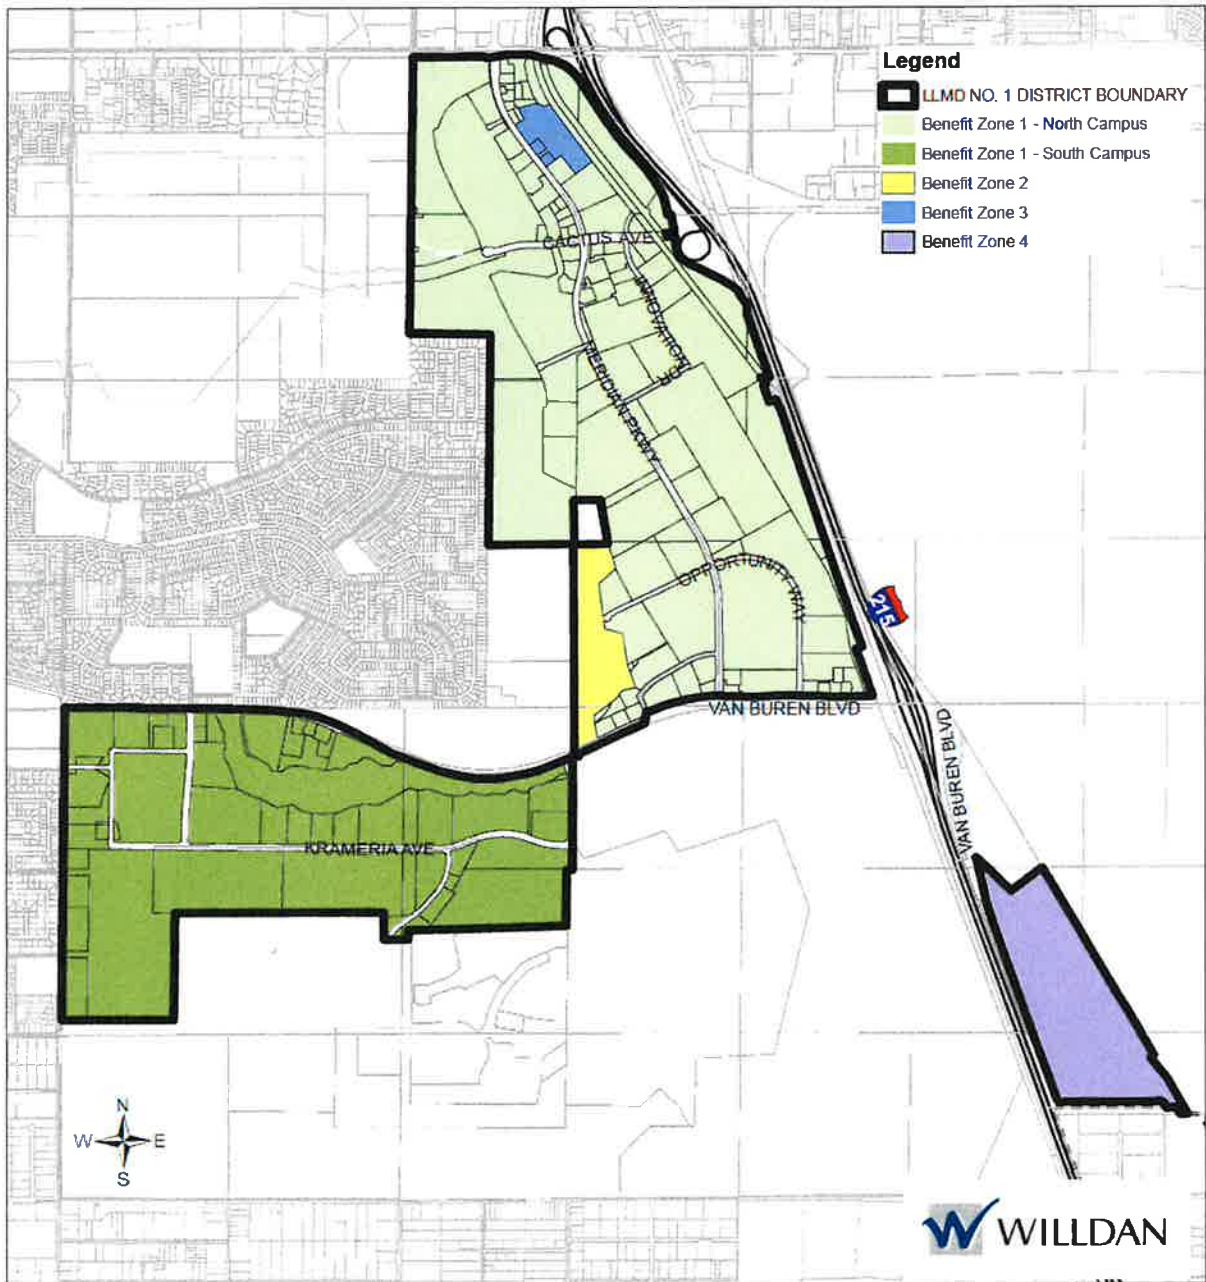 Legend
LLMD NO. 1 DISTRICT BOUNDARY
Benefit Zone 1 - North Campus
Benefit Zone 1 - South Campus
Benefit Zone 2
Benefit Zone 3
Benefit Zone 4
CACTUS AVE
INNOVATION DR
MERIDIAN PKWY
OPPORTUNITY WAY
215
VAN BUREN BLVD
VAN BUREN BLVD
KRAMERIA AVE
N
W E
S
W WILLDAN